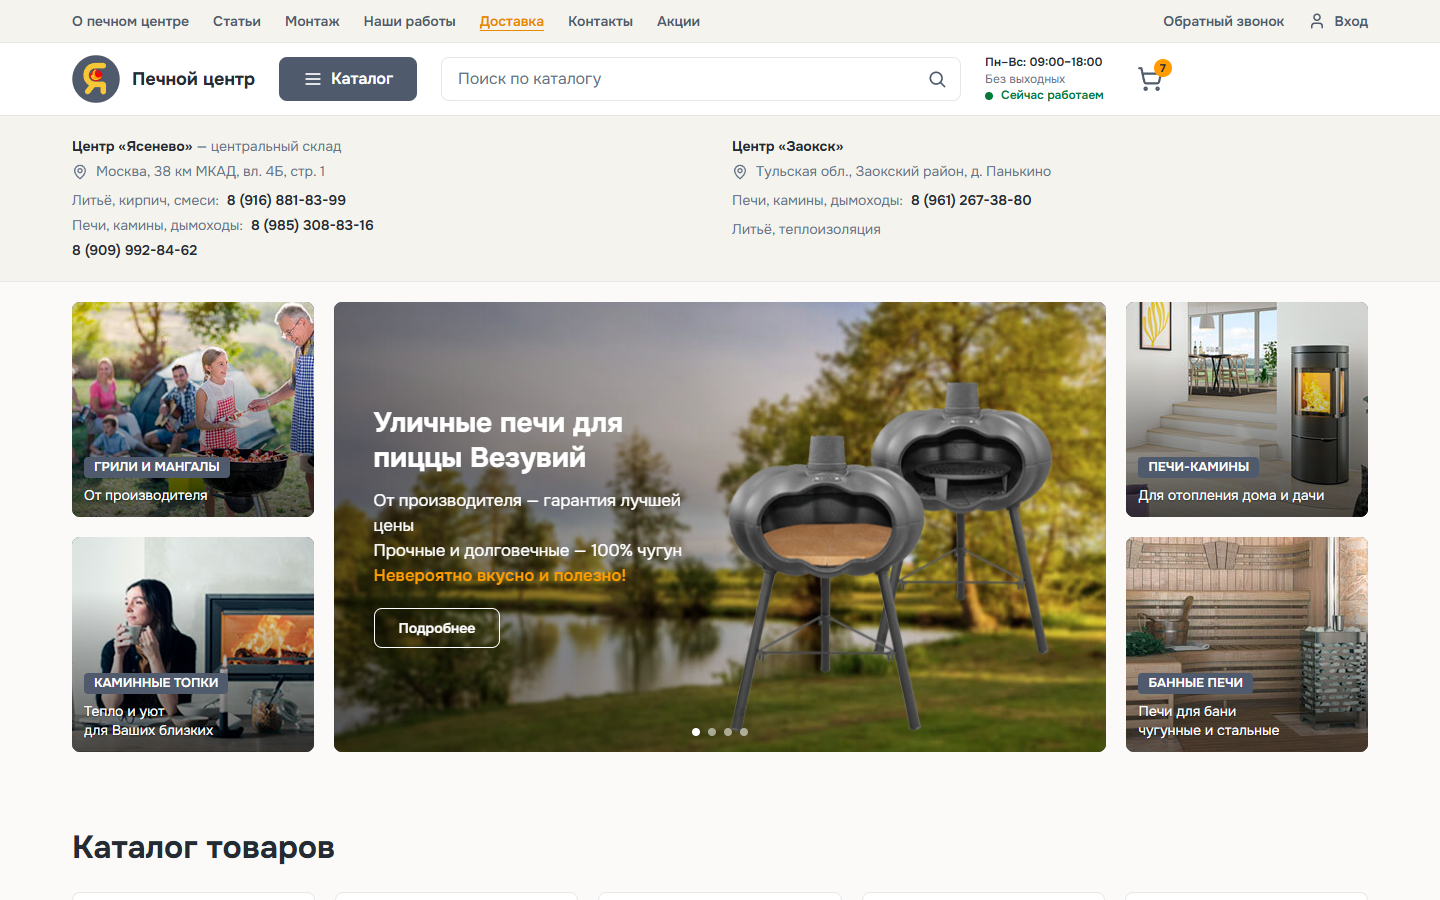 О печном центре Статьи Монтаж Наши работы Доставка Контакты Акции Обратный звонок Вход
Печной центр Каталог Поиск по каталогу
Пн–Вс: 09:00–18:00
Без выходных
Сейчас работаем
7
Центр «Ясенево» — центральный склад
Москва, 38 км МКАД, вл. 4Б, стр. 1
Литьё, кирпич, смеси: 8 (916) 881-83-99
Печи, камины, дымоходы: 8 (985) 308-83-16
8 (909) 992-84-62
Центр «Заокск»
Тульская обл., Заокский район, д. Панькино
Печи, камины, дымоходы: 8 (961) 267-38-80
Литьё, теплоизоляция
ГРИЛИ И МАНГАЛЫ
От производителя
КАМИННЫЕ ТОПКИ
Тепло и уют
для Ваших близких
Уличные печи для
пиццы Везувий
От производителя — гарантия лучшей
цены
Прочные и долговечные — 100% чугун
Невероятно вкусно и полезно!
Подробнее
ПЕЧИ-КАМИНЫ
Для отопления дома и дачи
БАННЫЕ ПЕЧИ
Печи для бани
чугунные и стальные
Каталог товаров